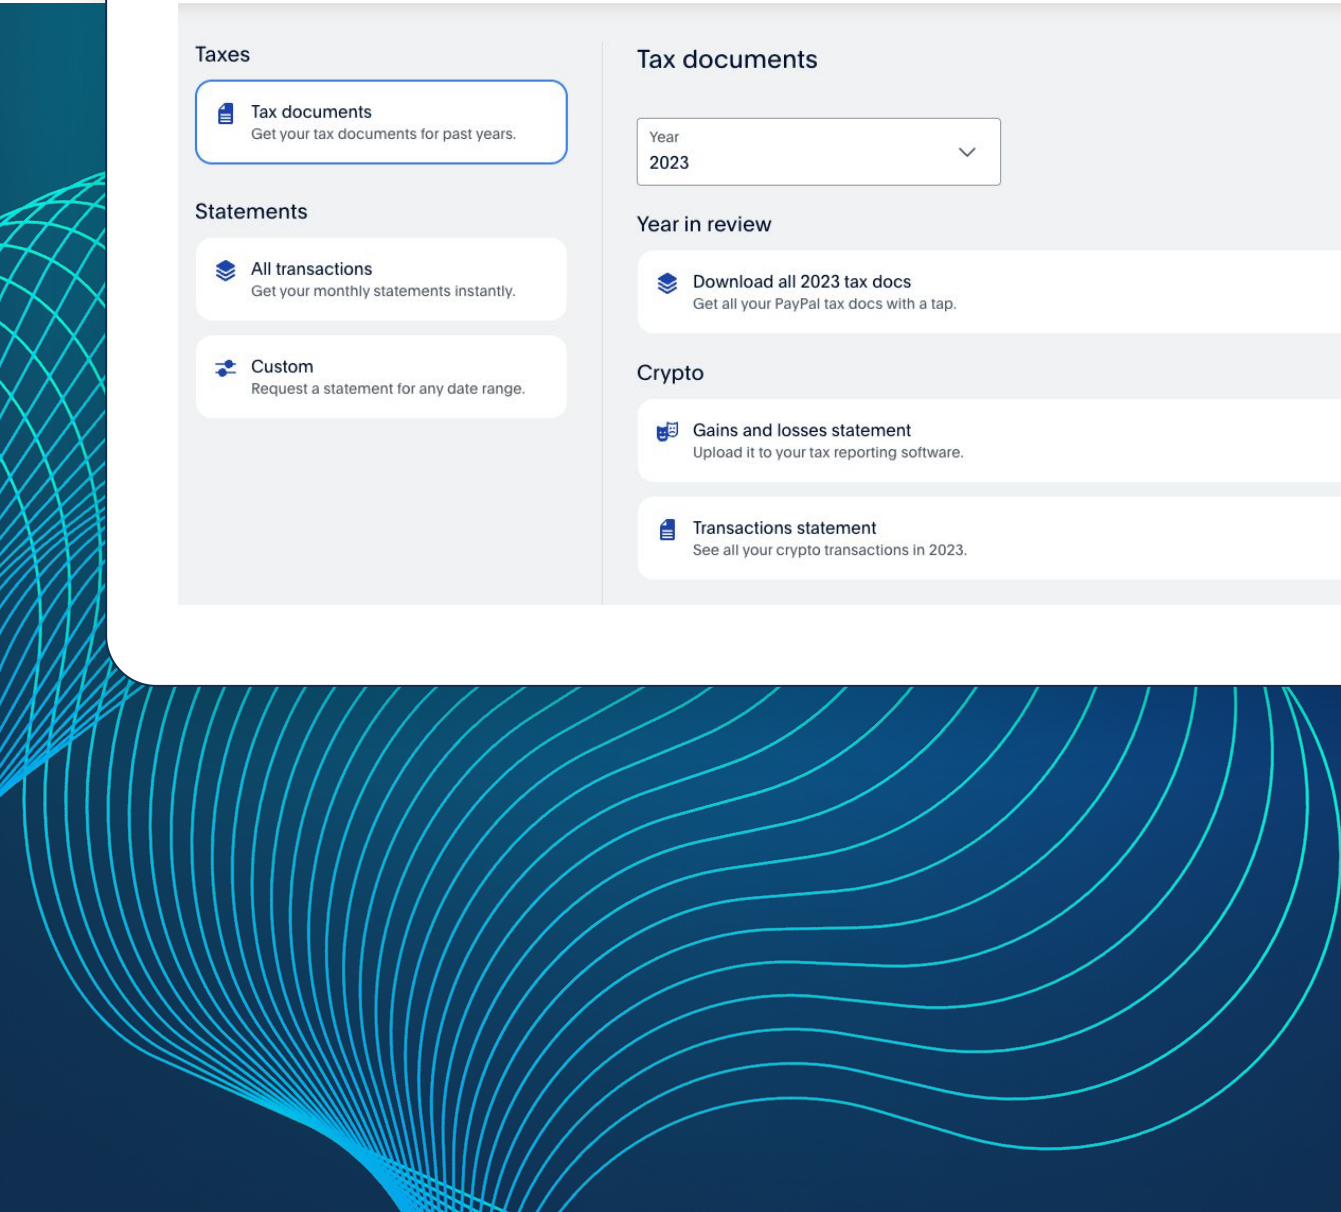 Taxes
Tax documents
Get your tax documents for past years.
Statements
All transactions
Get your monthly statements instantly.
Custom
Request a statement for any date range.
Tax documents
Year
2023
Year in review
Download all 2023 tax docs
Get all your PayPal tax docs with a tap.
Crypto
Gains and losses statement
Upload it to your tax reporting software.
Transactions statement
See all your crypto transactions in 2023.